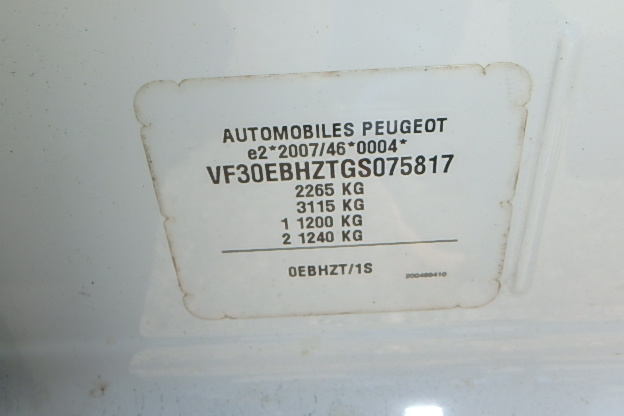 AUTOMOBILES PEUGEOT
e2*2007/46*0004*
VF30EBHZTGS075817
2265 KG
3115 KG
1 1200 KG
2 1240 KG
0EBHZT/1S